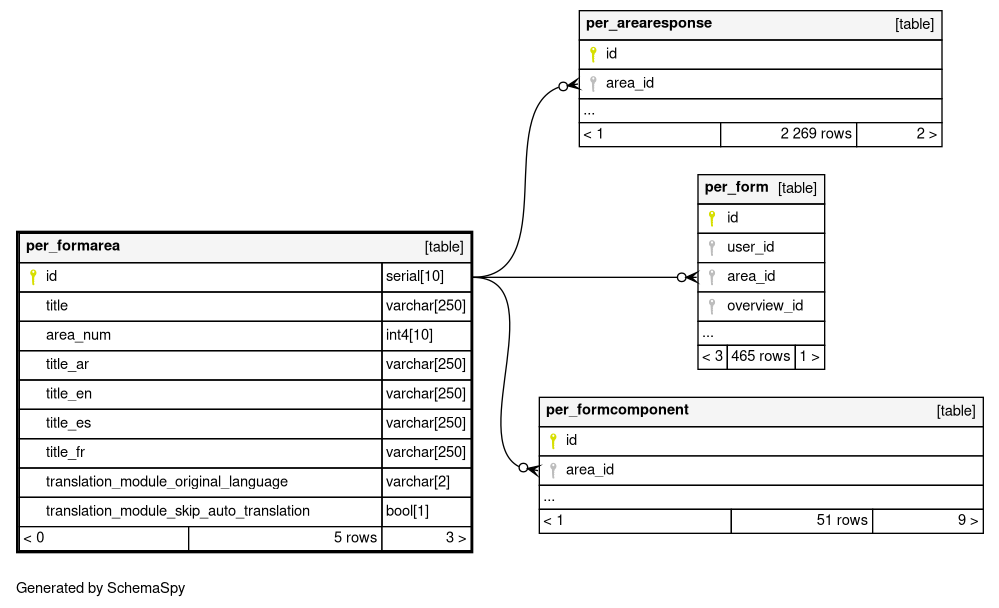 per_arearesponse [table]
id
area_id
...
< 1 2 269 rows 2 >
per_form [table]
id
user_id
area_id
overview_id
...
< 3 465 rows 1 >
per_formarea [table]
id serial[10]
title varchar[250]
area_num int4[10]
title_ar varchar[250]
title_en varchar[250]
title_es varchar[250]
title_fr varchar[250]
translation_module_original_language varchar[2]
translation_module_skip_auto_translation bool[1]
< 0 5 rows 3 >
per_formcomponent [table]
id
area_id
...
< 1 51 rows 9 >
Generated by SchemaSpy